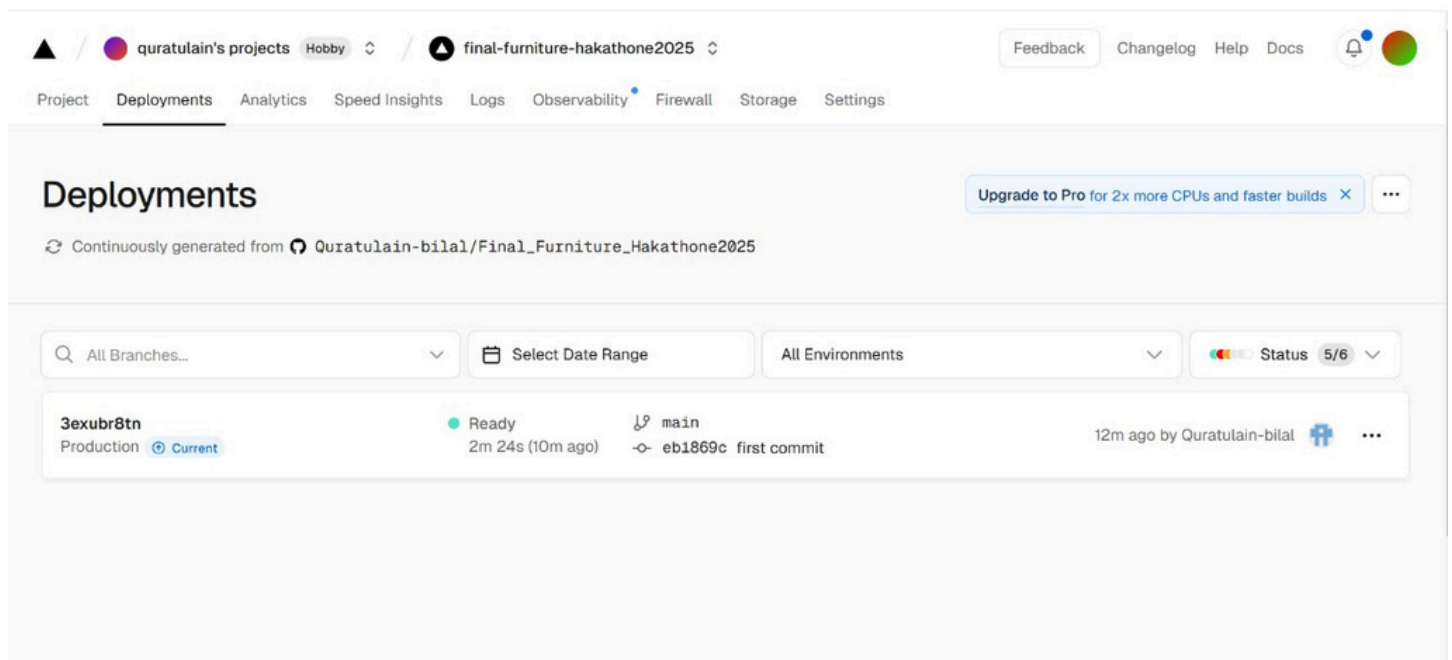 quratulain's projects Hobby final-furniture-hakathone2025 Feedback Changelog Help Docs
Project Deployments Analytics Speed Insights Logs Observability Firewall Storage Settings
Deployments
Upgrade to Pro for 2x more CPUs and faster builds
Continuously generated from Quratulain-bilal/Final_Furniture_Hakathone2025
All Branches... Select Date Range All Environments Status 5/6
3exubr8tn Ready main
Production Current 2m 24s (10m ago) eb1869c first commit 12m ago by Quratulain-bilal